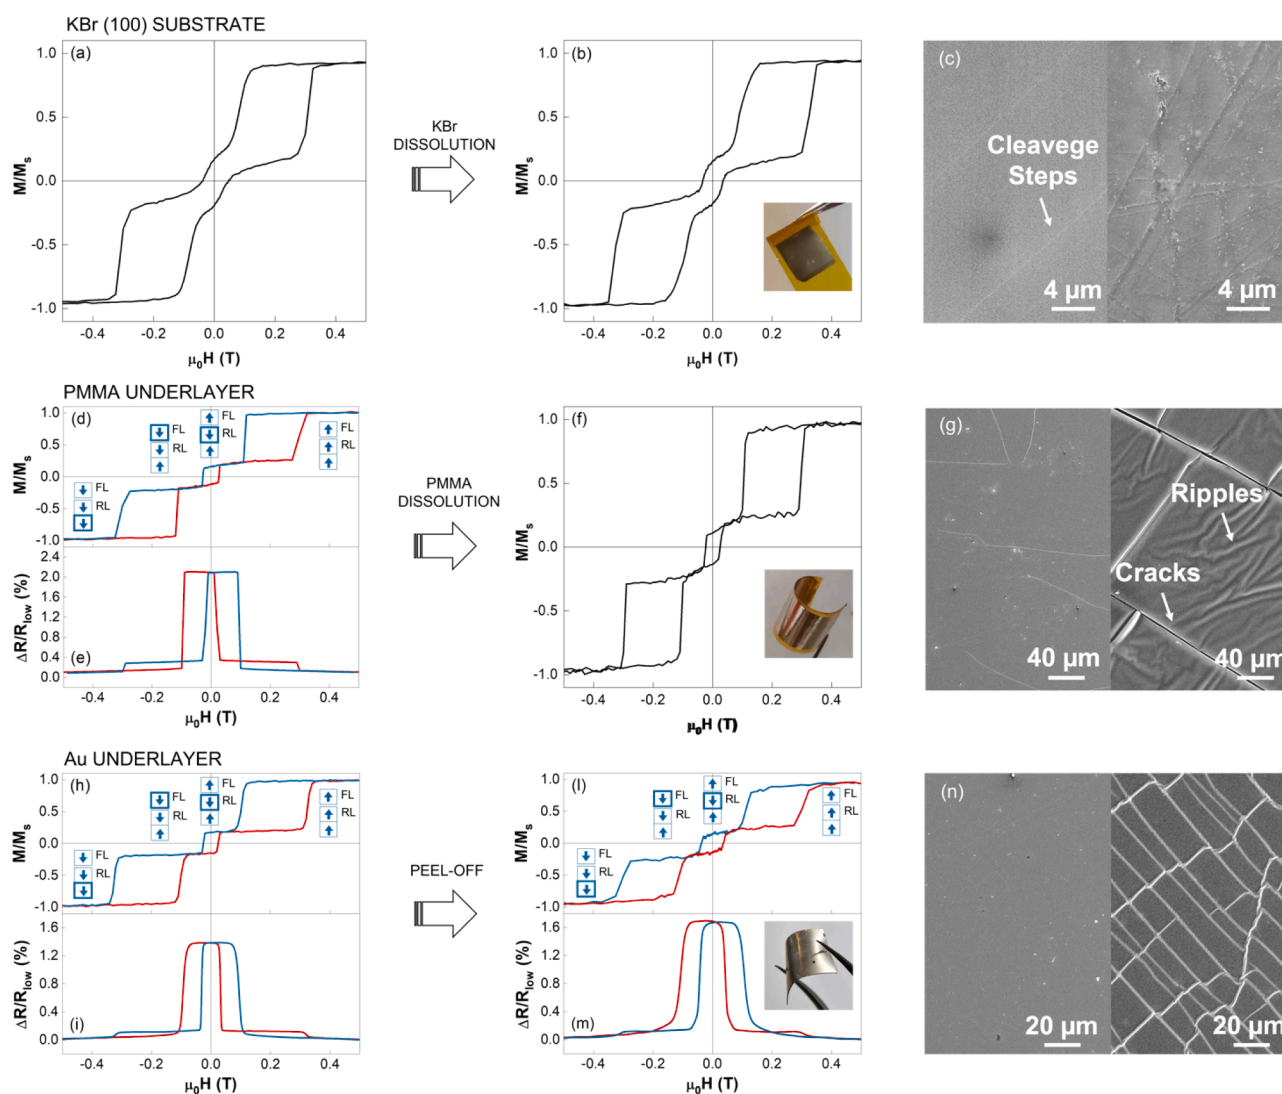 KBr (100) SUBSTRATE
(a)
1.0
0.5
0.0
-0.5
-1.0
M/Ms
-0.4 -0.2 0.0 0.2 0.4
μ0H (T)
KBr
DISSOLUTION
(b)
1.0
0.5
0.0
-0.5
-1.0
M/Ms
-0.4 -0.2 0.0 0.2 0.4
μ0H (T)
(c)
Cleavege
Steps
4 μm
4 μm
PMMA UNDERLAYER
(d)
1.0
0.5
0.0
-0.5
-1.0
M/Ms
FL
RL
FL
RL
FL
RL
FL
RL
2.4
2.0
1.6
1.2
0.8
0.4
0.0
ΔR/Rlow (%)
(e)
-0.4 -0.2 0.0 0.2 0.4
μ0H (T)
PMMA
DISSOLUTION
(f)
1.0
0.5
0.0
-0.5
-1.0
M/Ms
-0.4 -0.2 0.0 0.2 0.4
μ0H (T)
(g)
Ripples
Cracks
40 μm
40 μm
Au UNDERLAYER
(h)
1.0
0.5
0.0
-0.5
-1.0
M/Ms
FL
RL
FL
RL
FL
RL
FL
RL
1.6
1.2
0.8
0.4
0.0
ΔR/Rlow (%)
(i)
-0.4 -0.2 0.0 0.2 0.4
μ0H (T)
PEEL-OFF
(l)
1.0
0.5
0.0
-0.5
-1.0
M/Ms
FL
RL
FL
RL
FL
RL
FL
RL
1.6
1.2
0.8
0.4
0.0
ΔR/Rlow (%)
(m)
-0.4 -0.2 0.0 0.2 0.4
μ0H (T)
(n)
20 μm
20 μm